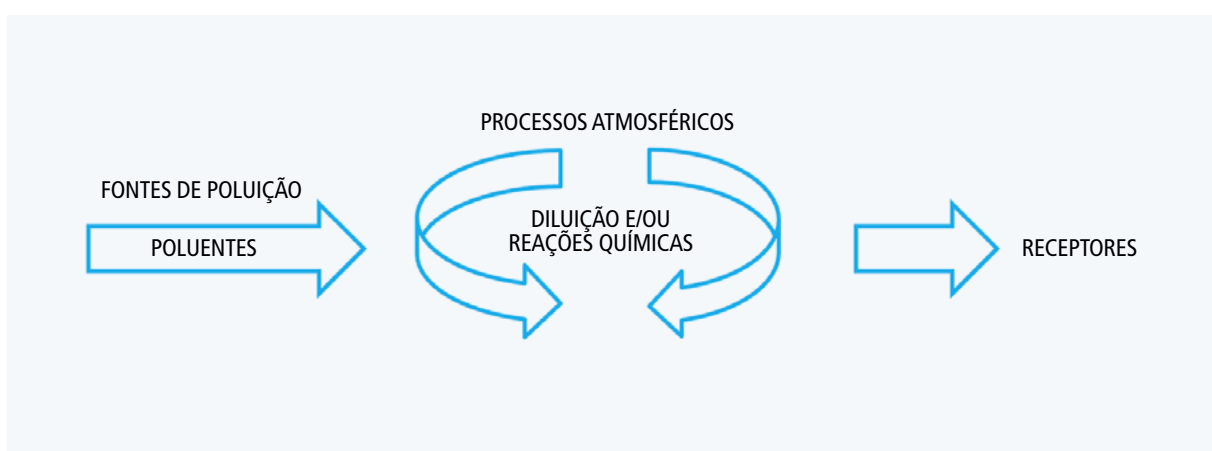 PROCESSOS ATMOSFÉRICOS
FONTES DE POLUIÇÃO
POLUENTES
DILUIÇÃO E/OU
REAÇÕES QUÍMICAS
RECEPTORES